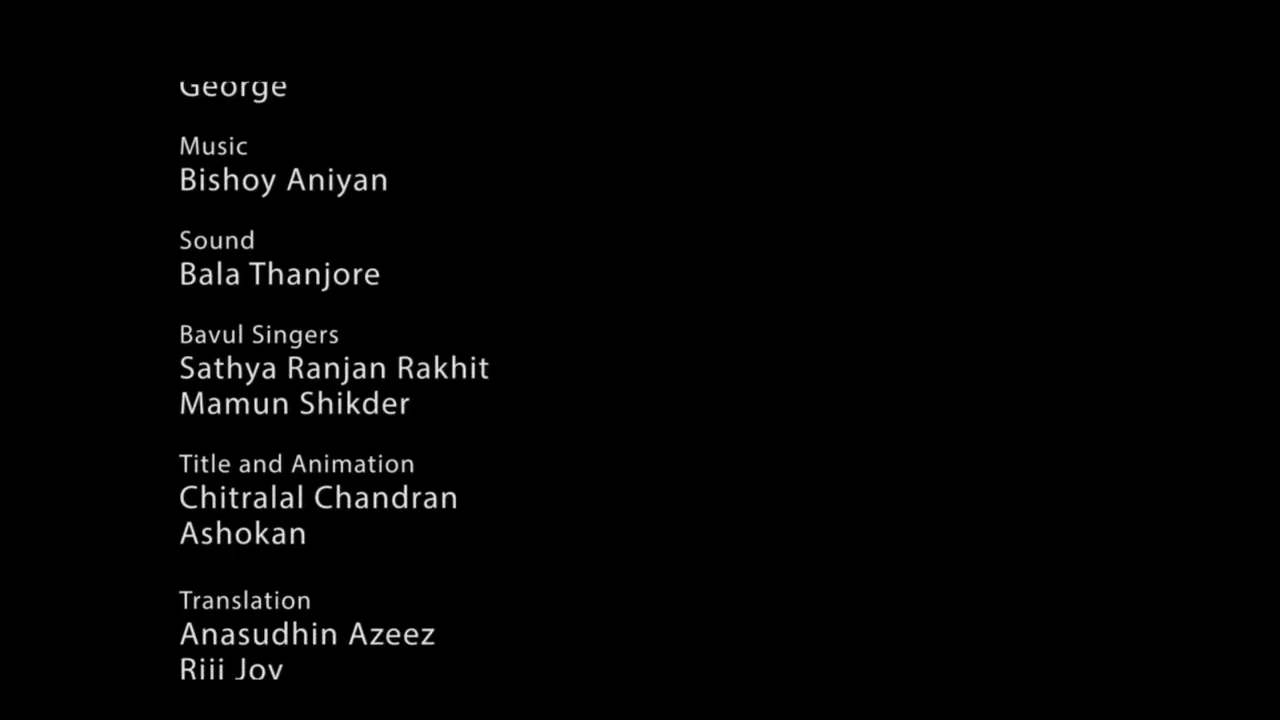 George
Music
Bishoy Aniyan
Sound
Bala Thanjore
Bavul Singers
Sathya Ranjan Rakhit
Mamun Shikder
Title and Animation
Chitralal Chandran
Ashokan
Translation
Anasudhin Azeez